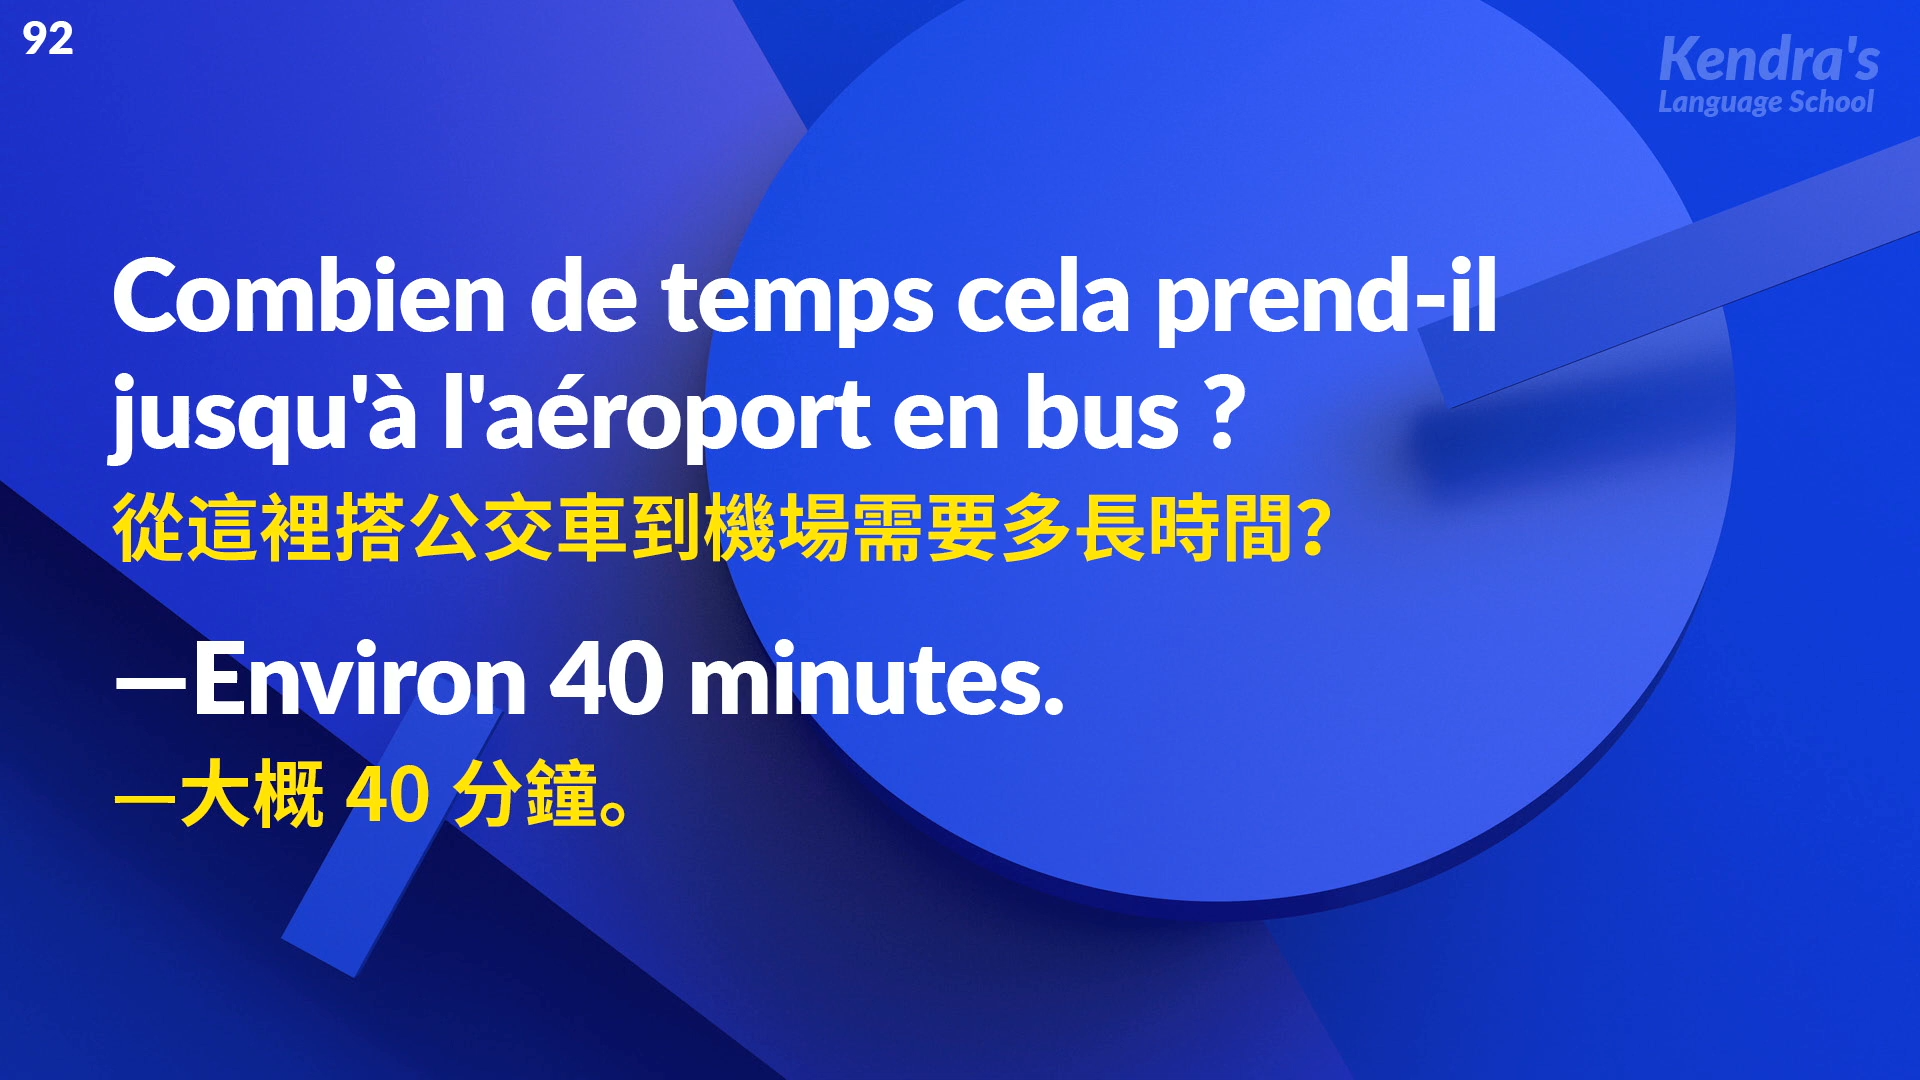 92
Kendra's
Language School
Combien de temps cela prend-il
jusqu'à l'aéroport en bus ?
從這裡搭公交車到機場需要多長時間?
—Environ 40 minutes.
—大概 40 分鐘。